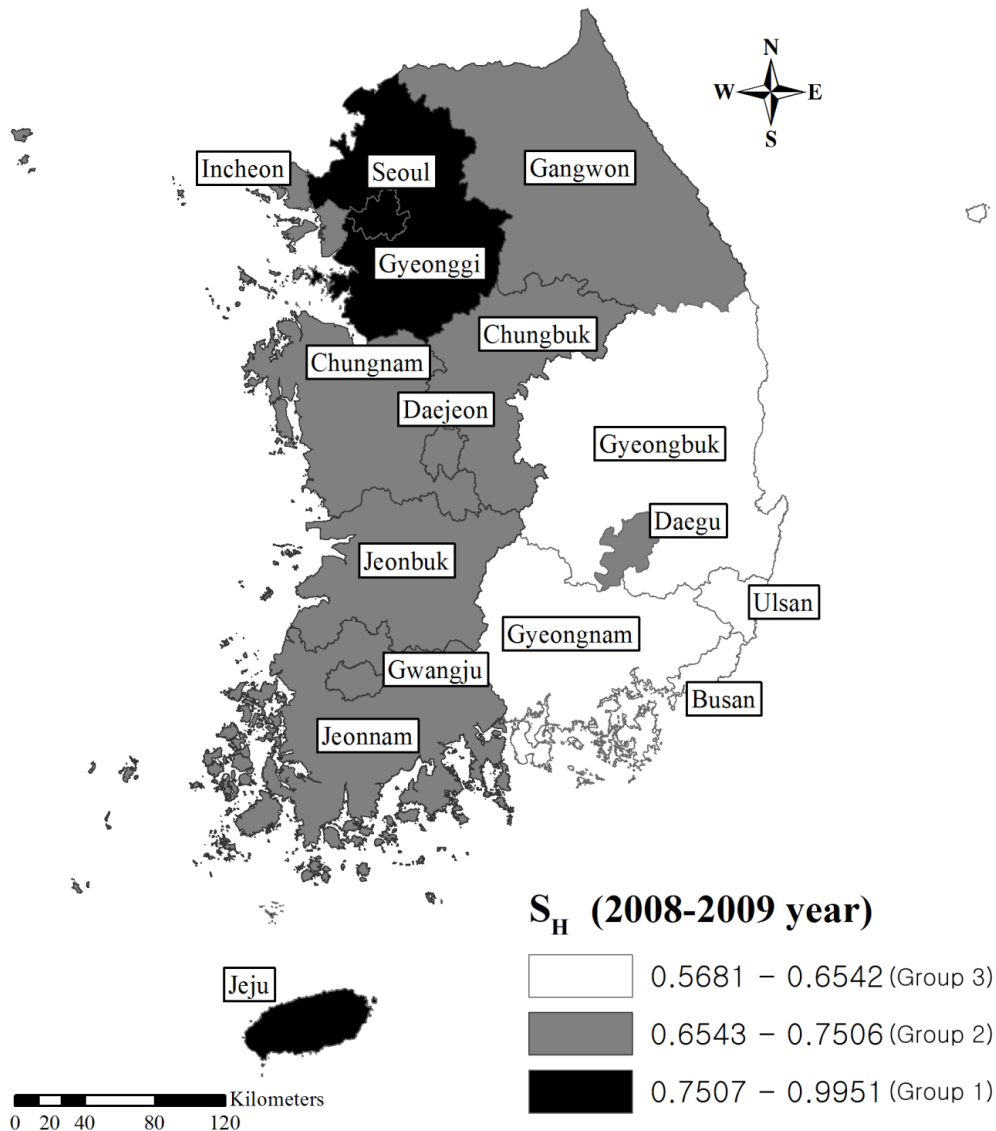 N
W E
S
Incheon
Seoul
Gangwon
Gyeonggi
Chungbuk
Chungnam
Daejeon
Gyeongbuk
Daegu
Jeonbuk
Ulsan
Gyeongnam
Gwangju
Busan
Jeonnam
S_H (2008-2009 year)
0.5681 - 0.6542 (Group 3)
Jeju
0.6543 - 0.7506 (Group 2)
0.7507 - 0.9951 (Group 1)
Kilometers
0 20 40 80 120